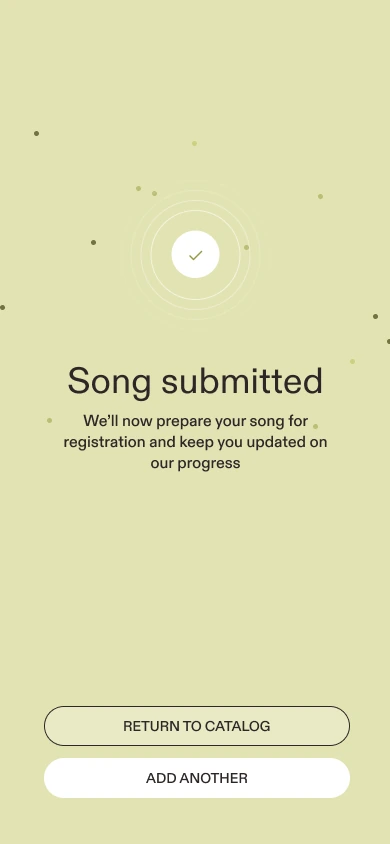 Song submitted
We’ll now prepare your song for
registration and keep you updated on
our progress
RETURN TO CATALOG
ADD ANOTHER